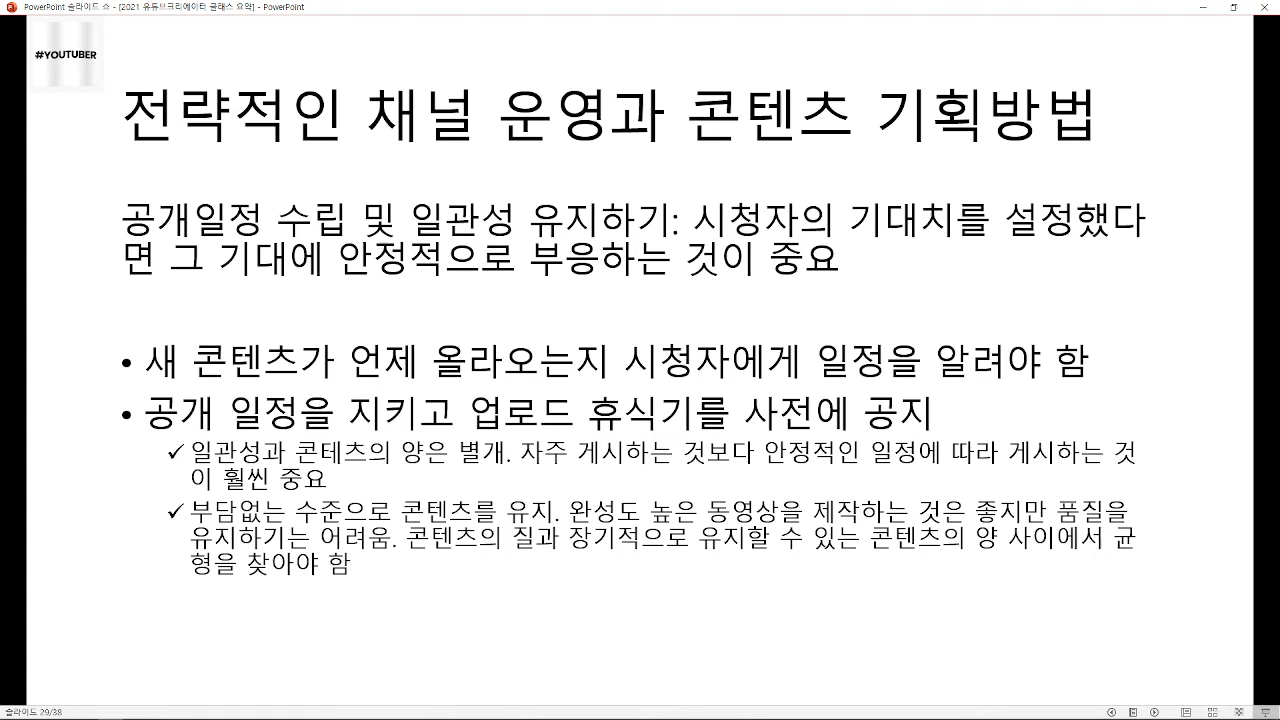 PowerPoint 슬라이드 쇼 - [2021 유튜브크리에이터 클래스 요약] - PowerPoint
#YOUTUBER
전략적인 채널 운영과 콘텐츠 기획방법
공개일정 수립 및 일관성 유지하기: 시청자의 기대치를 설정했다
면 그 기대에 안정적으로 부응하는 것이 중요
• 새 콘텐츠가 언제 올라오는지 시청자에게 일정을 알려야 함
• 공개 일정을 지키고 업로드 휴식기를 사전에 공지
✓ 일관성과 콘테츠의 양은 별개. 자주 게시하는 것보다 안정적인 일정에 따라 게시하는 것
이 훨씬 중요
✓ 부담없는 수준으로 콘텐츠를 유지. 완성도 높은 동영상을 제작하는 것은 좋지만 품질을
유지하기는 어려움. 콘텐츠의 질과 장기적으로 유지할 수 있는 콘텐츠의 양 사이에서 균
형을 찾아야 함
슬라이드 29/38